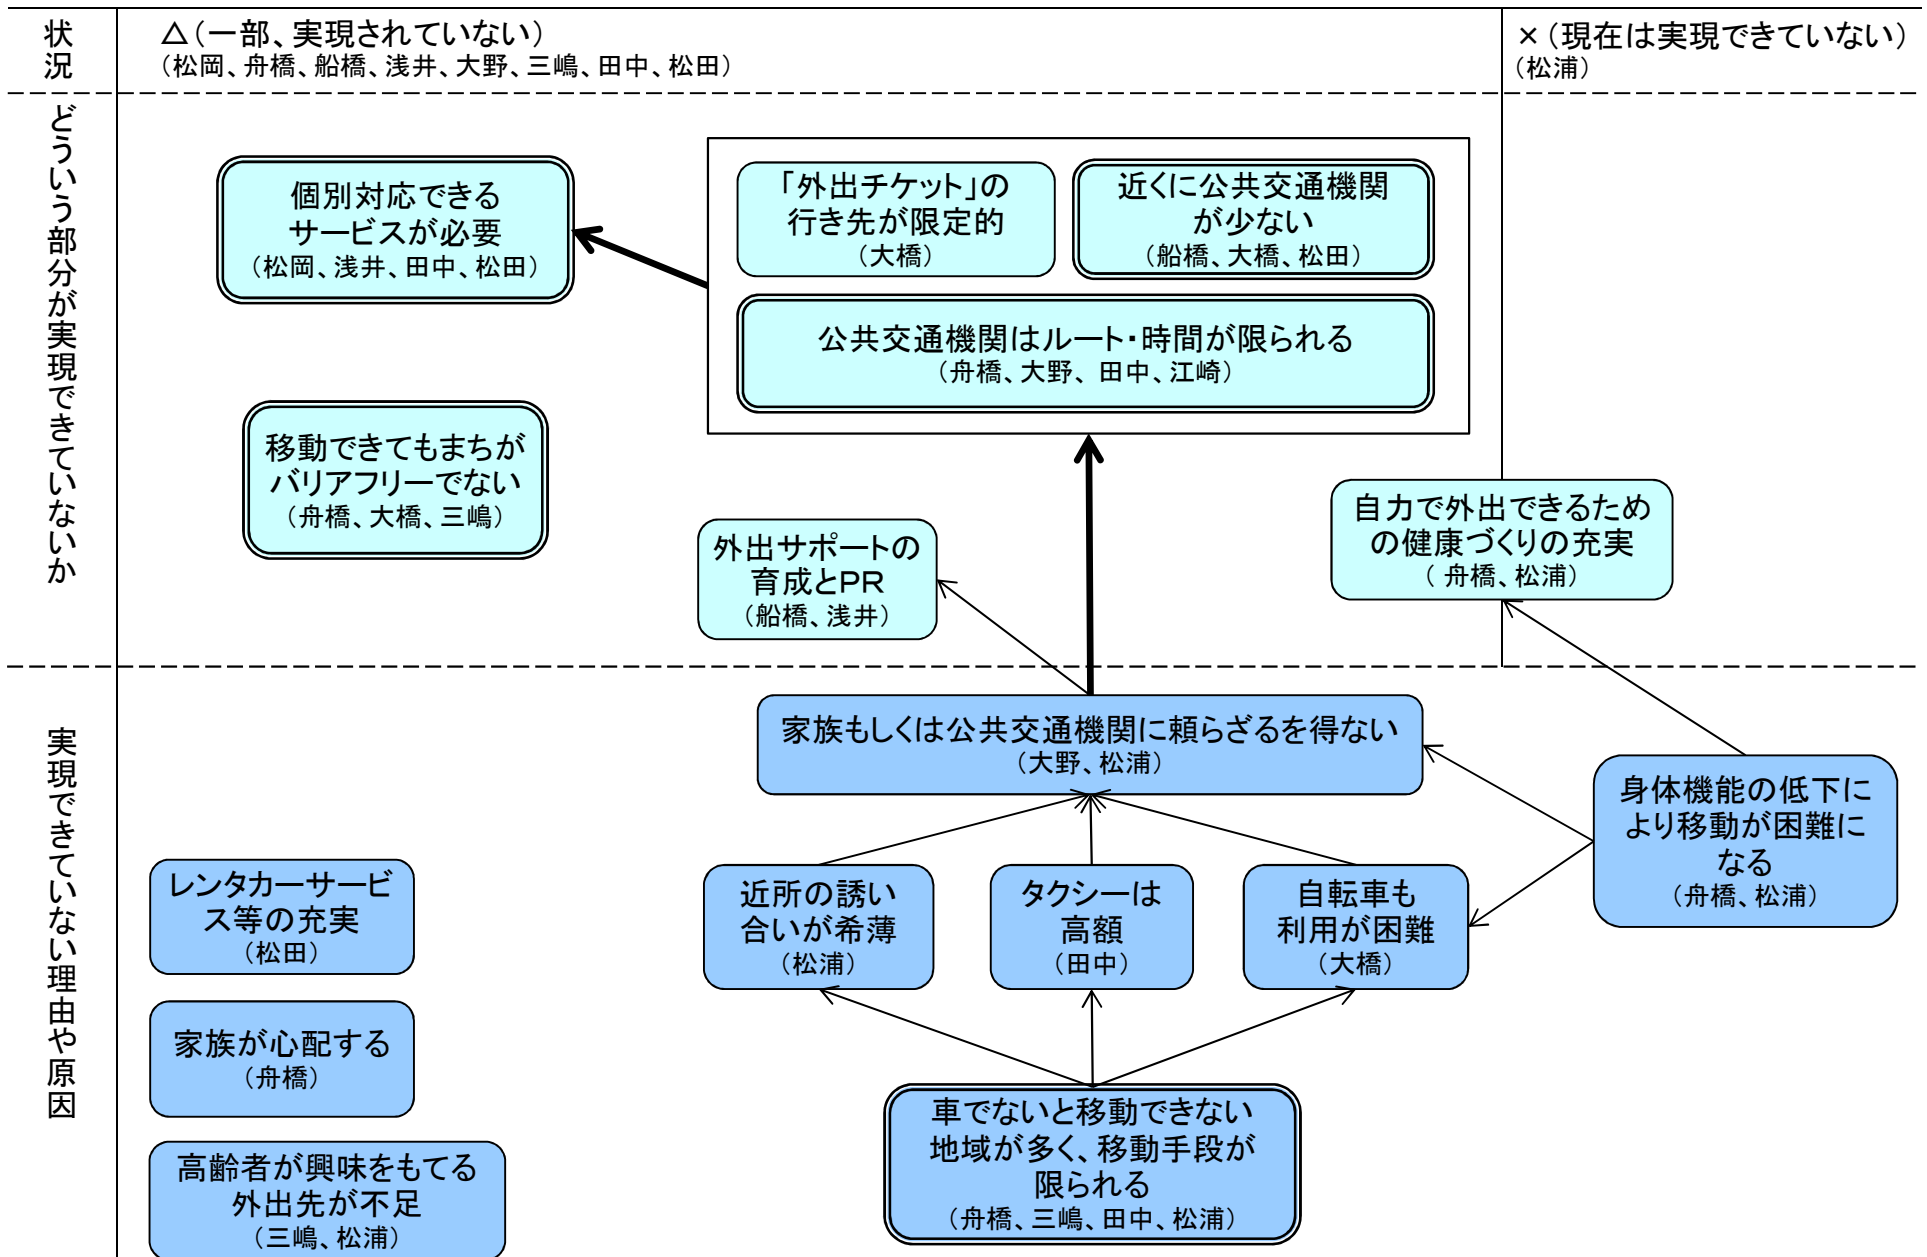 状況
△（一部、実現されていない）
（松岡、舟橋、船橋、浅井、大野、三嶋、田中、松田）
×（現在は実現できていない）
（松浦）
どういう部分が実現できていないか
個別対応できる
サービスが必要
（松岡、浅井、田中、松田）
「外出チケット」の
行き先が限定的
（大橋）
近くに公共交通機関
が少ない
（船橋、大橋、松田）
公共交通機関はルート・時間が限られる
（舟橋、大野、田中、江崎）
移動できてもまちが
バリアフリーでない
（舟橋、大橋、三嶋）
外出サポートの
育成とPR
（船橋、浅井）
自力で外出できるため
の健康づくりの充実
（ 舟橋、松浦）
実現できていない理由や原因
家族もしくは公共交通機関に頼らざるを得ない
（大野、松浦）
身体機能の低下に
より移動が困難に
なる
（舟橋、松浦）
レンタカーサービ
ス等の充実
（松田）
近所の誘い
合いが希薄
（松浦）
タクシーは
高額
（田中）
自転車も
利用が困難
（大橋）
家族が心配する
（舟橋）
車でないと移動できない
地域が多く、移動手段が
限られる
（舟橋、三嶋、田中、松浦）
高齢者が興味をもてる
外出先が不足
（三嶋、松浦）